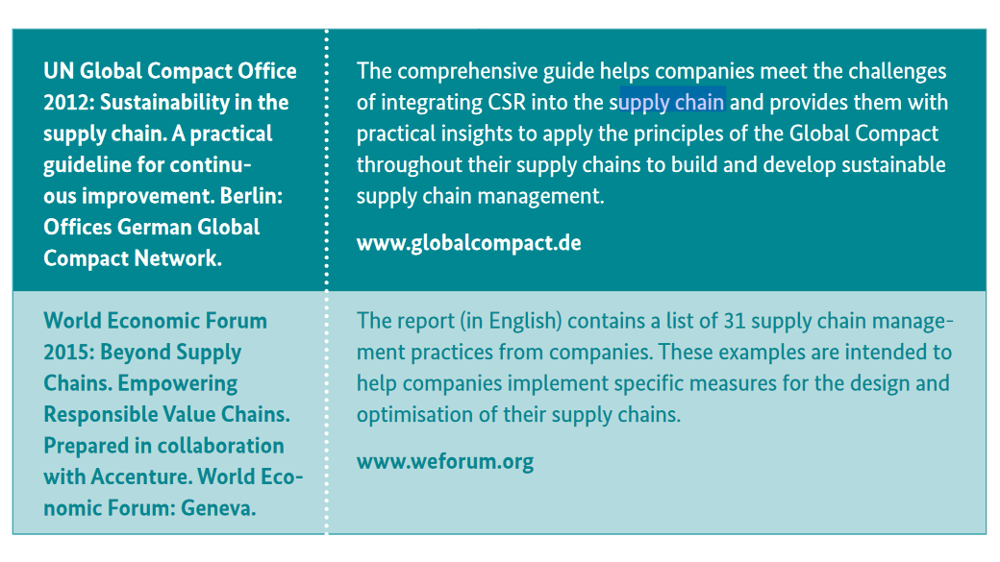 UN Global Compact Office
2012: Sustainability in the
supply chain. A practical
guideline for continu-
ous improvement. Berlin:
Offices German Global
Compact Network.
The comprehensive guide helps companies meet the challenges
of integrating CSR into the supply chain and provides them with
practical insights to apply the principles of the Global Compact
throughout their supply chains to build and develop sustainable
supply chain management.
www.globalcompact.de
World Economic Forum
2015: Beyond Supply
Chains. Empowering
Responsible Value Chains.
Prepared in collaboration
with Accenture. World Eco-
nomic Forum: Geneva.
The report (in English) contains a list of 31 supply chain manage-
ment practices from companies. These examples are intended to
help companies implement specific measures for the design and
optimisation of their supply chains.
www.weforum.org